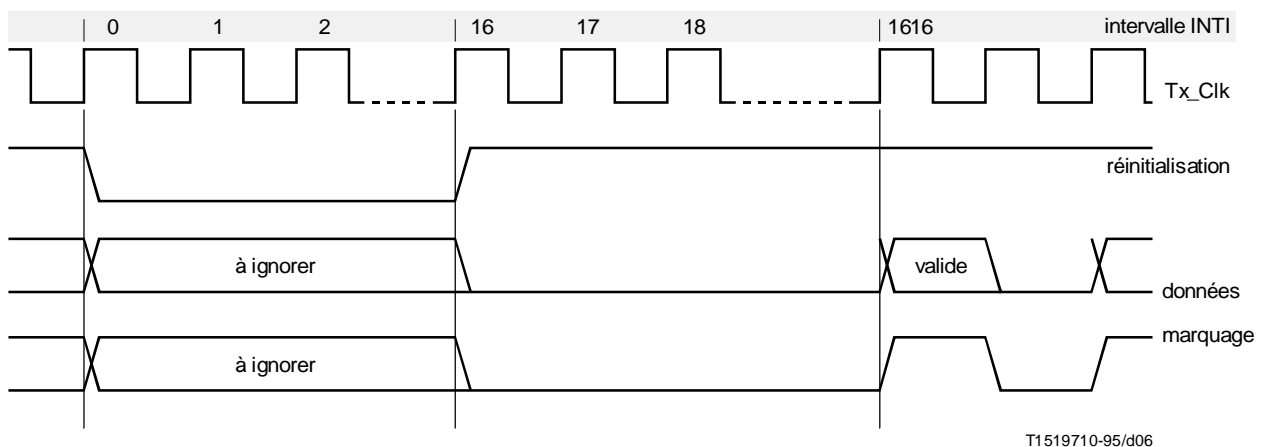 0 1 2 16 17 18 1616 intervalle INTI
Tx_Clk
réinitialisation
à ignorer valide
données
marquage
à ignorer
T1519710-95/d06